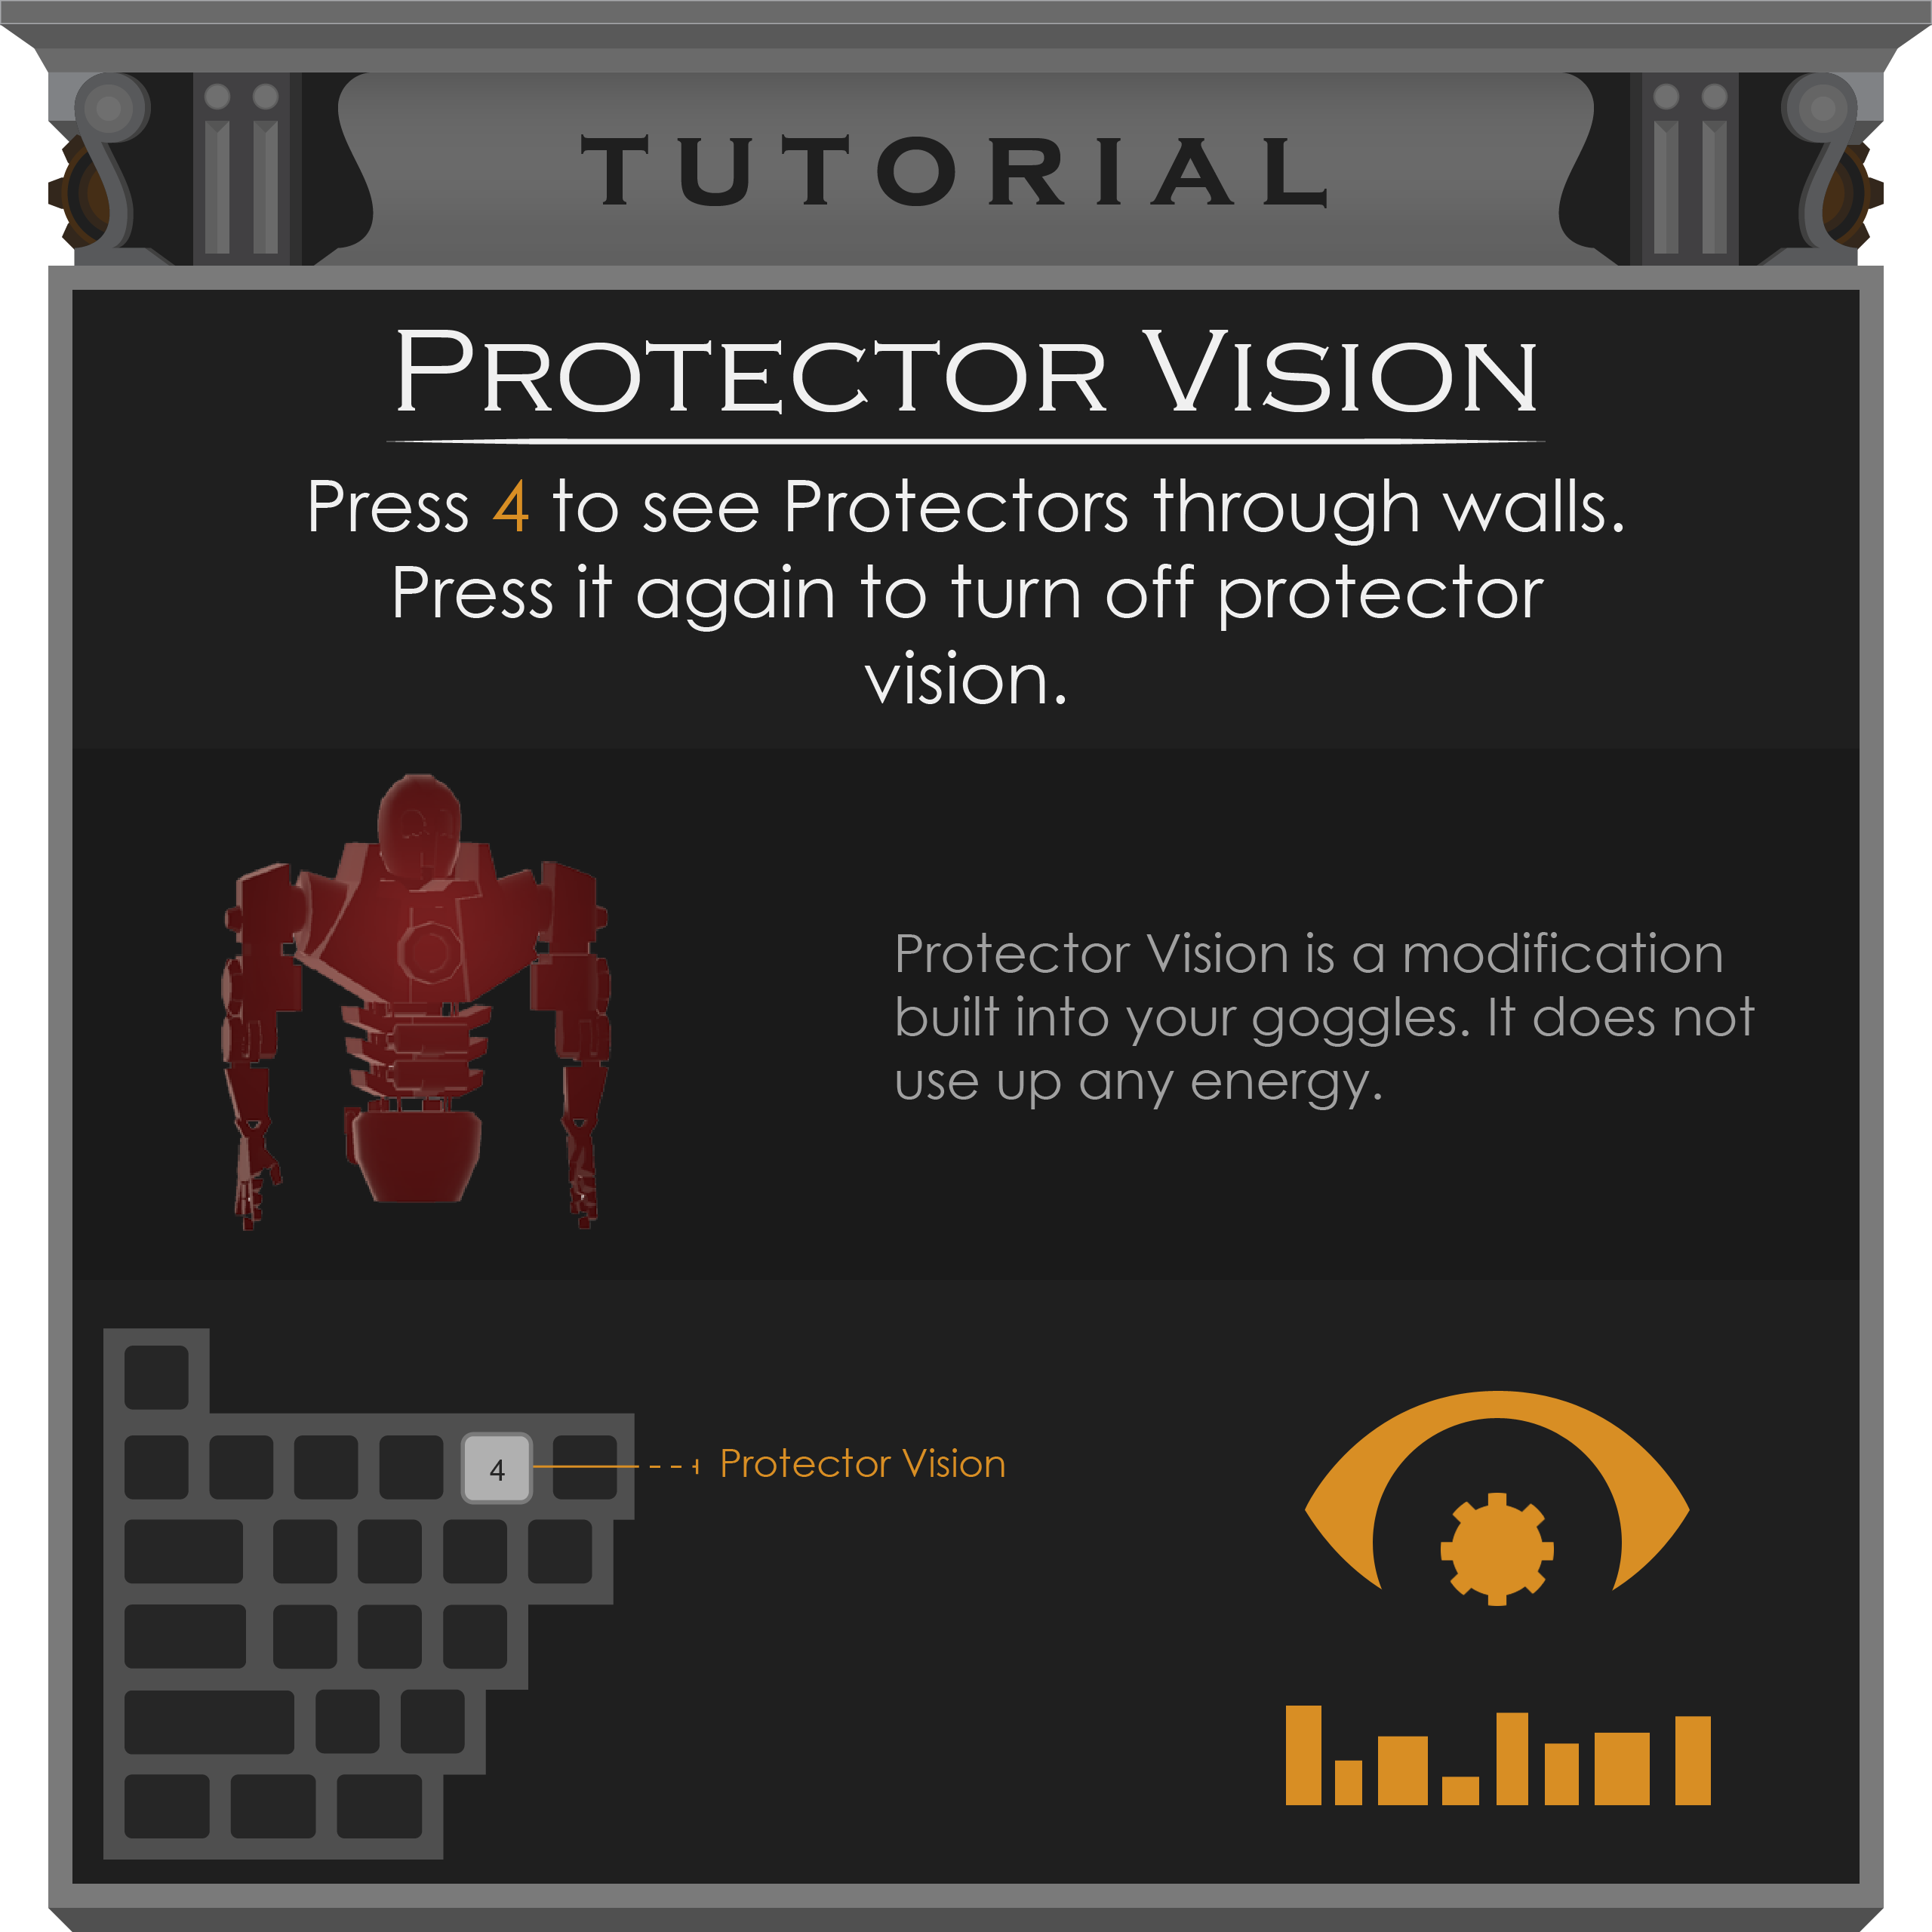 TUTORIAL
PROTECTOR VISION
Press 4 to see Protectors through walls.
Press it again to turn off protector
vision.
Protector Vision is a modification
built into your goggles. It does not
use up any energy.
4
Protector Vision